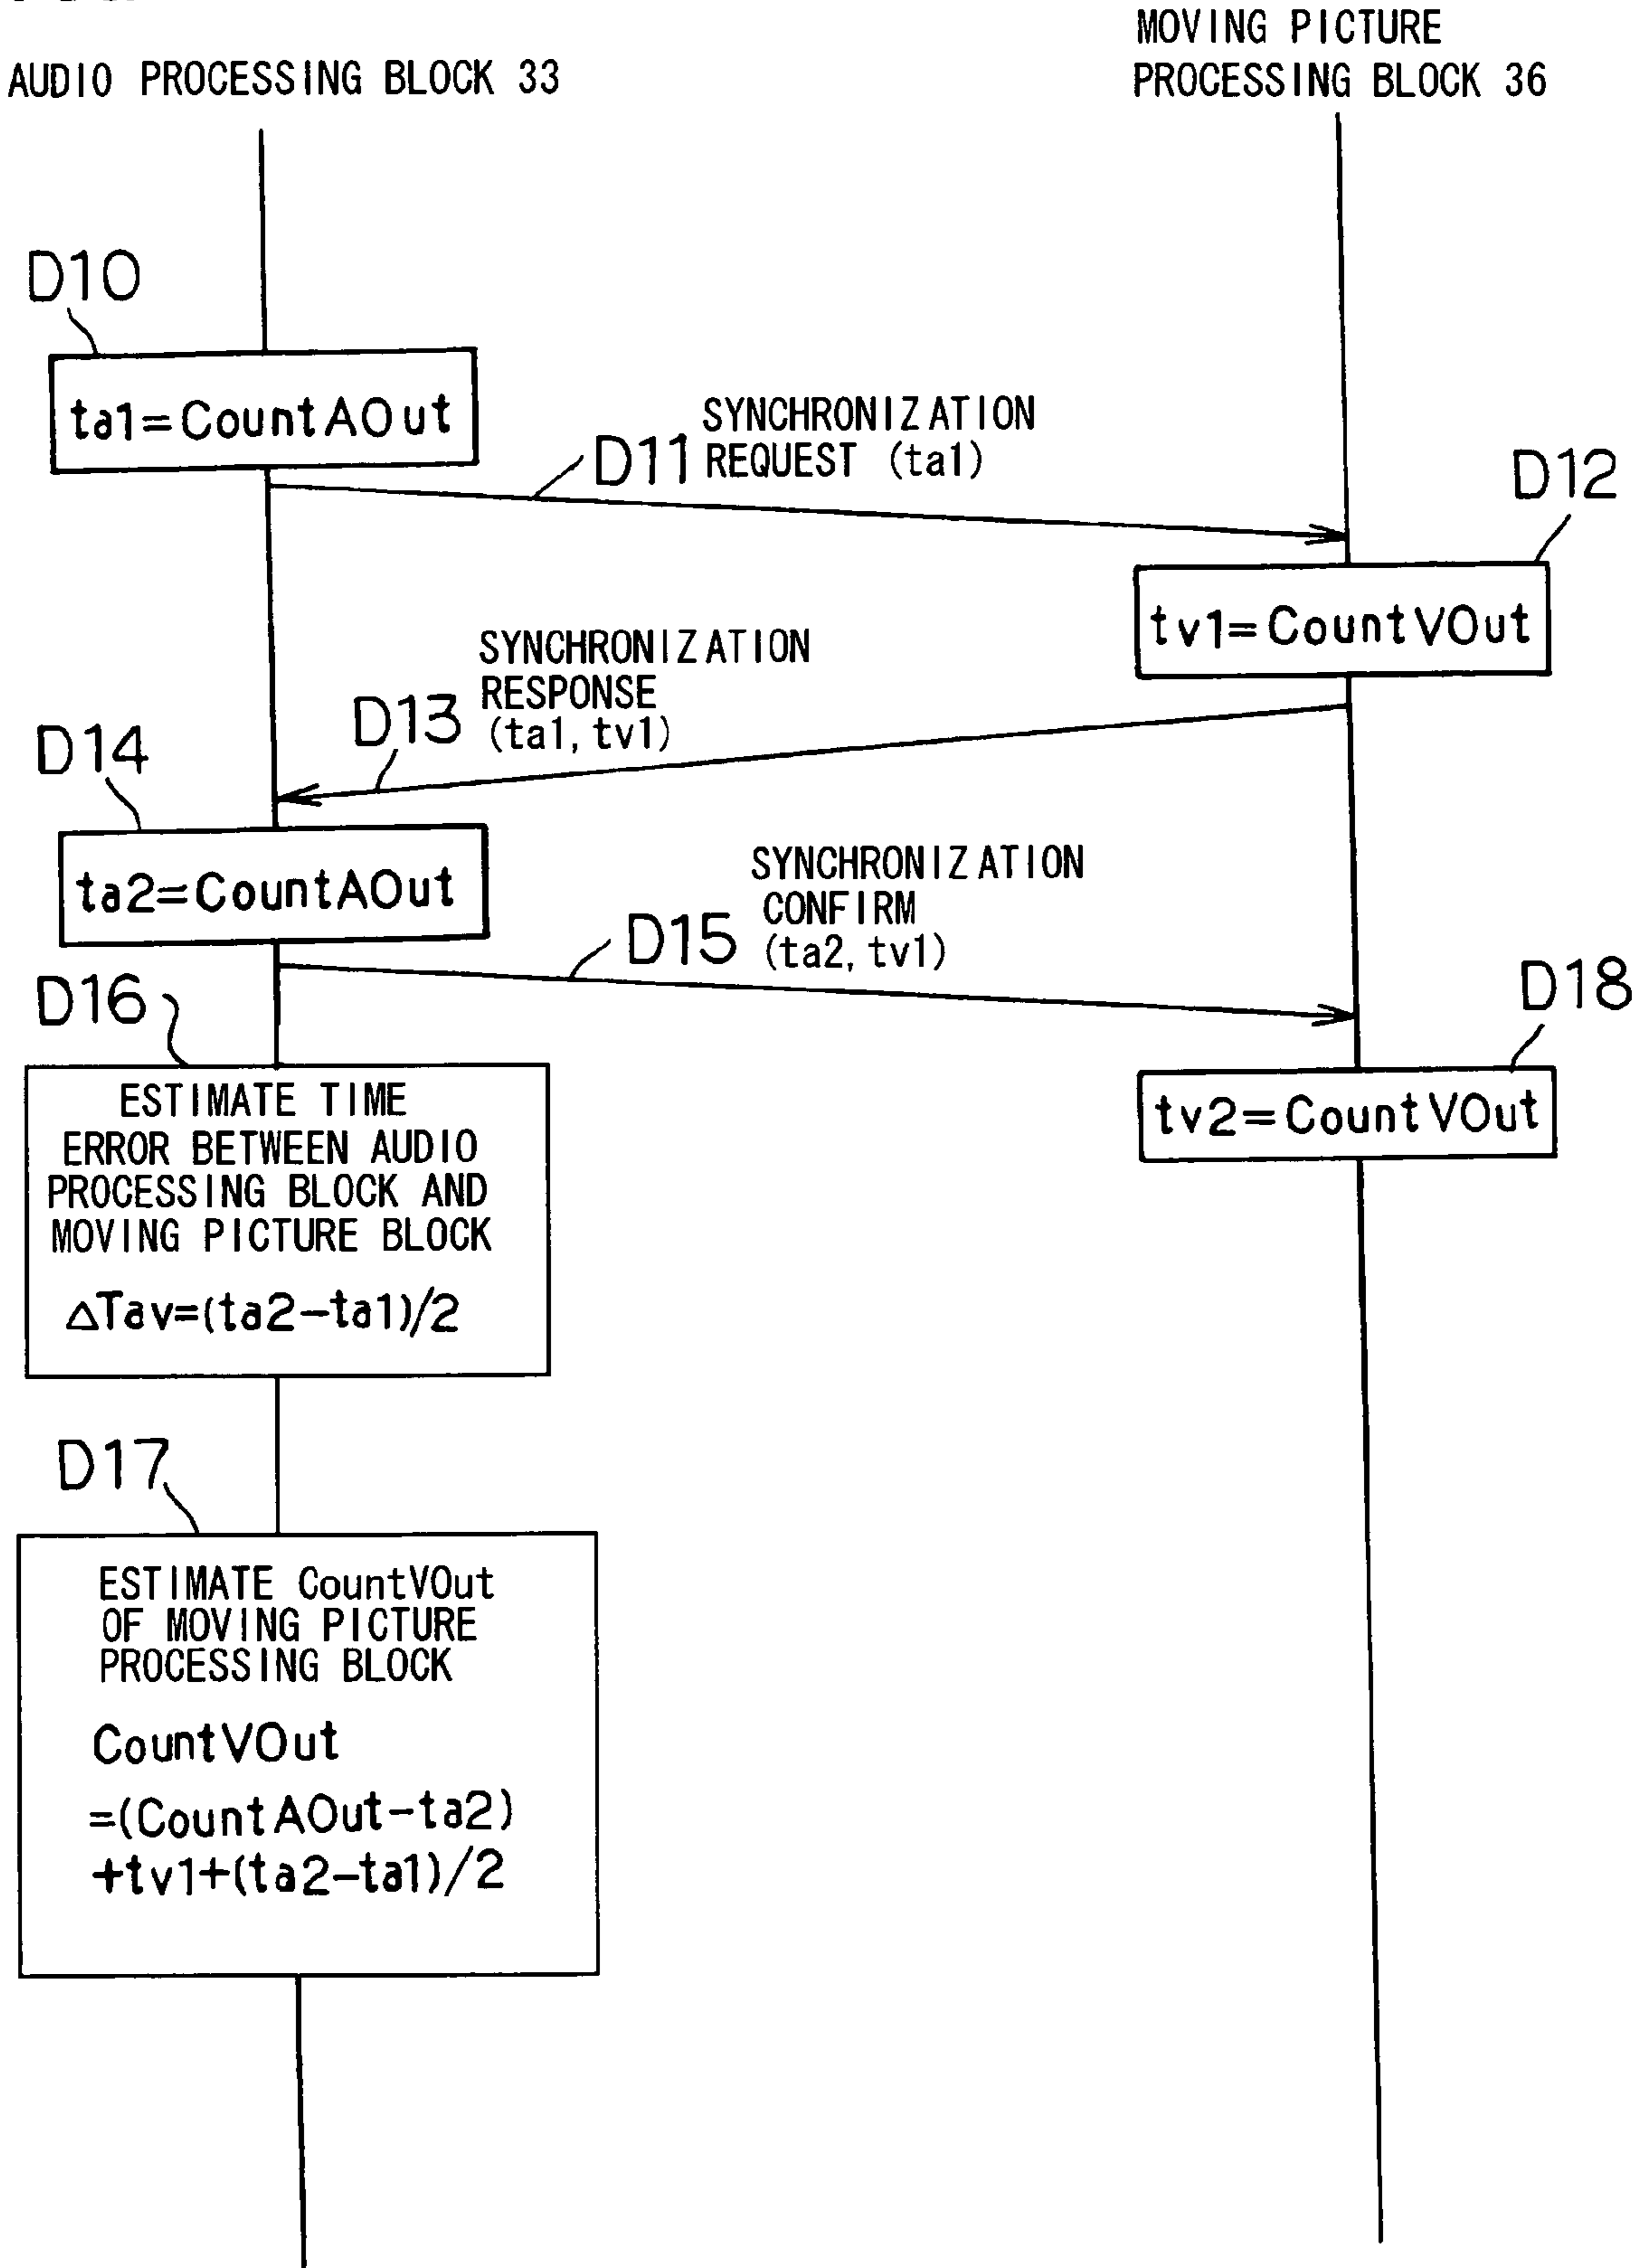 AUDIO PROCESSING BLOCK 33
MOVING PICTURE
PROCESSING BLOCK 36
D10
ta1=CountAOut
SYNCHRONIZATION
D11 REQUEST (ta1)
D12
tv1=CountVOut
SYNCHRONIZATION
RESPONSE
D13 (ta1, tv1)
D14
ta2=CountAOut
SYNCHRONIZATION
CONFIRM
D15 (ta2, tv1)
D16
D18
ESTIMATE TIME
ERROR BETWEEN AUDIO
PROCESSING BLOCK AND
MOVING PICTURE BLOCK
△Tav=(ta2-ta1)/2
tv2=CountVOut
D17
ESTIMATE CountVOut
OF MOVING PICTURE
PROCESSING BLOCK
CountVOut
=(CountAOut-ta2)
+tv1+(ta2-ta1)/2